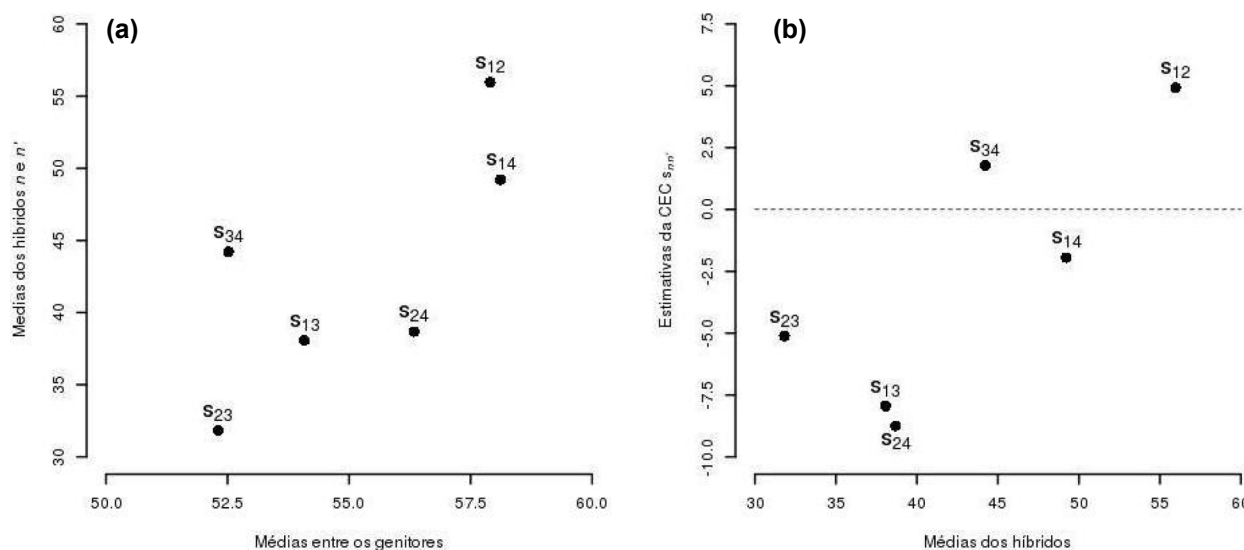 (a)
60
55
50
45
40
35
30
Medias dos hibridos n e n'
S12
S14
S34
S24
S13
S23
50.0 52.5 55.0 57.5 60.0
Médias entre os genitores
(b)
7.5
5.0
2.5
0.0
-2.5
-5.0
-7.5
-10.0
Estimativas da CEC snn'
S12
S34
S14
S23
S13
S24
30 35 40 45 50 55 60
Médias dos híbridos